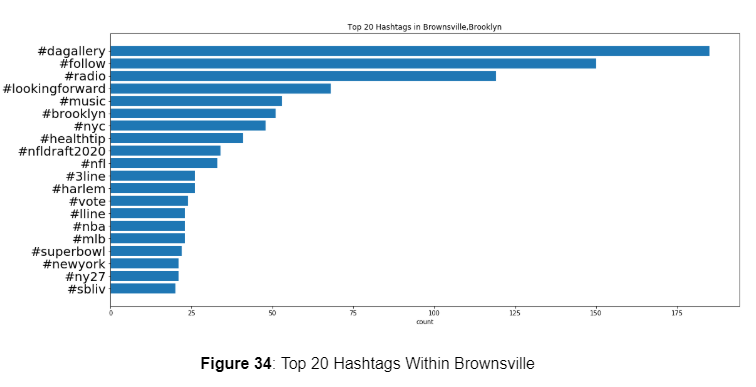 Top 20 Hashtags in Brownsville,Brooklyn
#dagallery
#follow
#radio
#lookingforward
#music
#brooklyn
#nyc
#healthtip
#nfldraft2020
#nfl
#3line
#harlem
#vote
#lline
#nba
#mlb
#superbowl
#newyork
#ny27
#sbliv
0 25 50 75 100 125 150 175
count
Figure 34: Top 20 Hashtags Within Brownsville